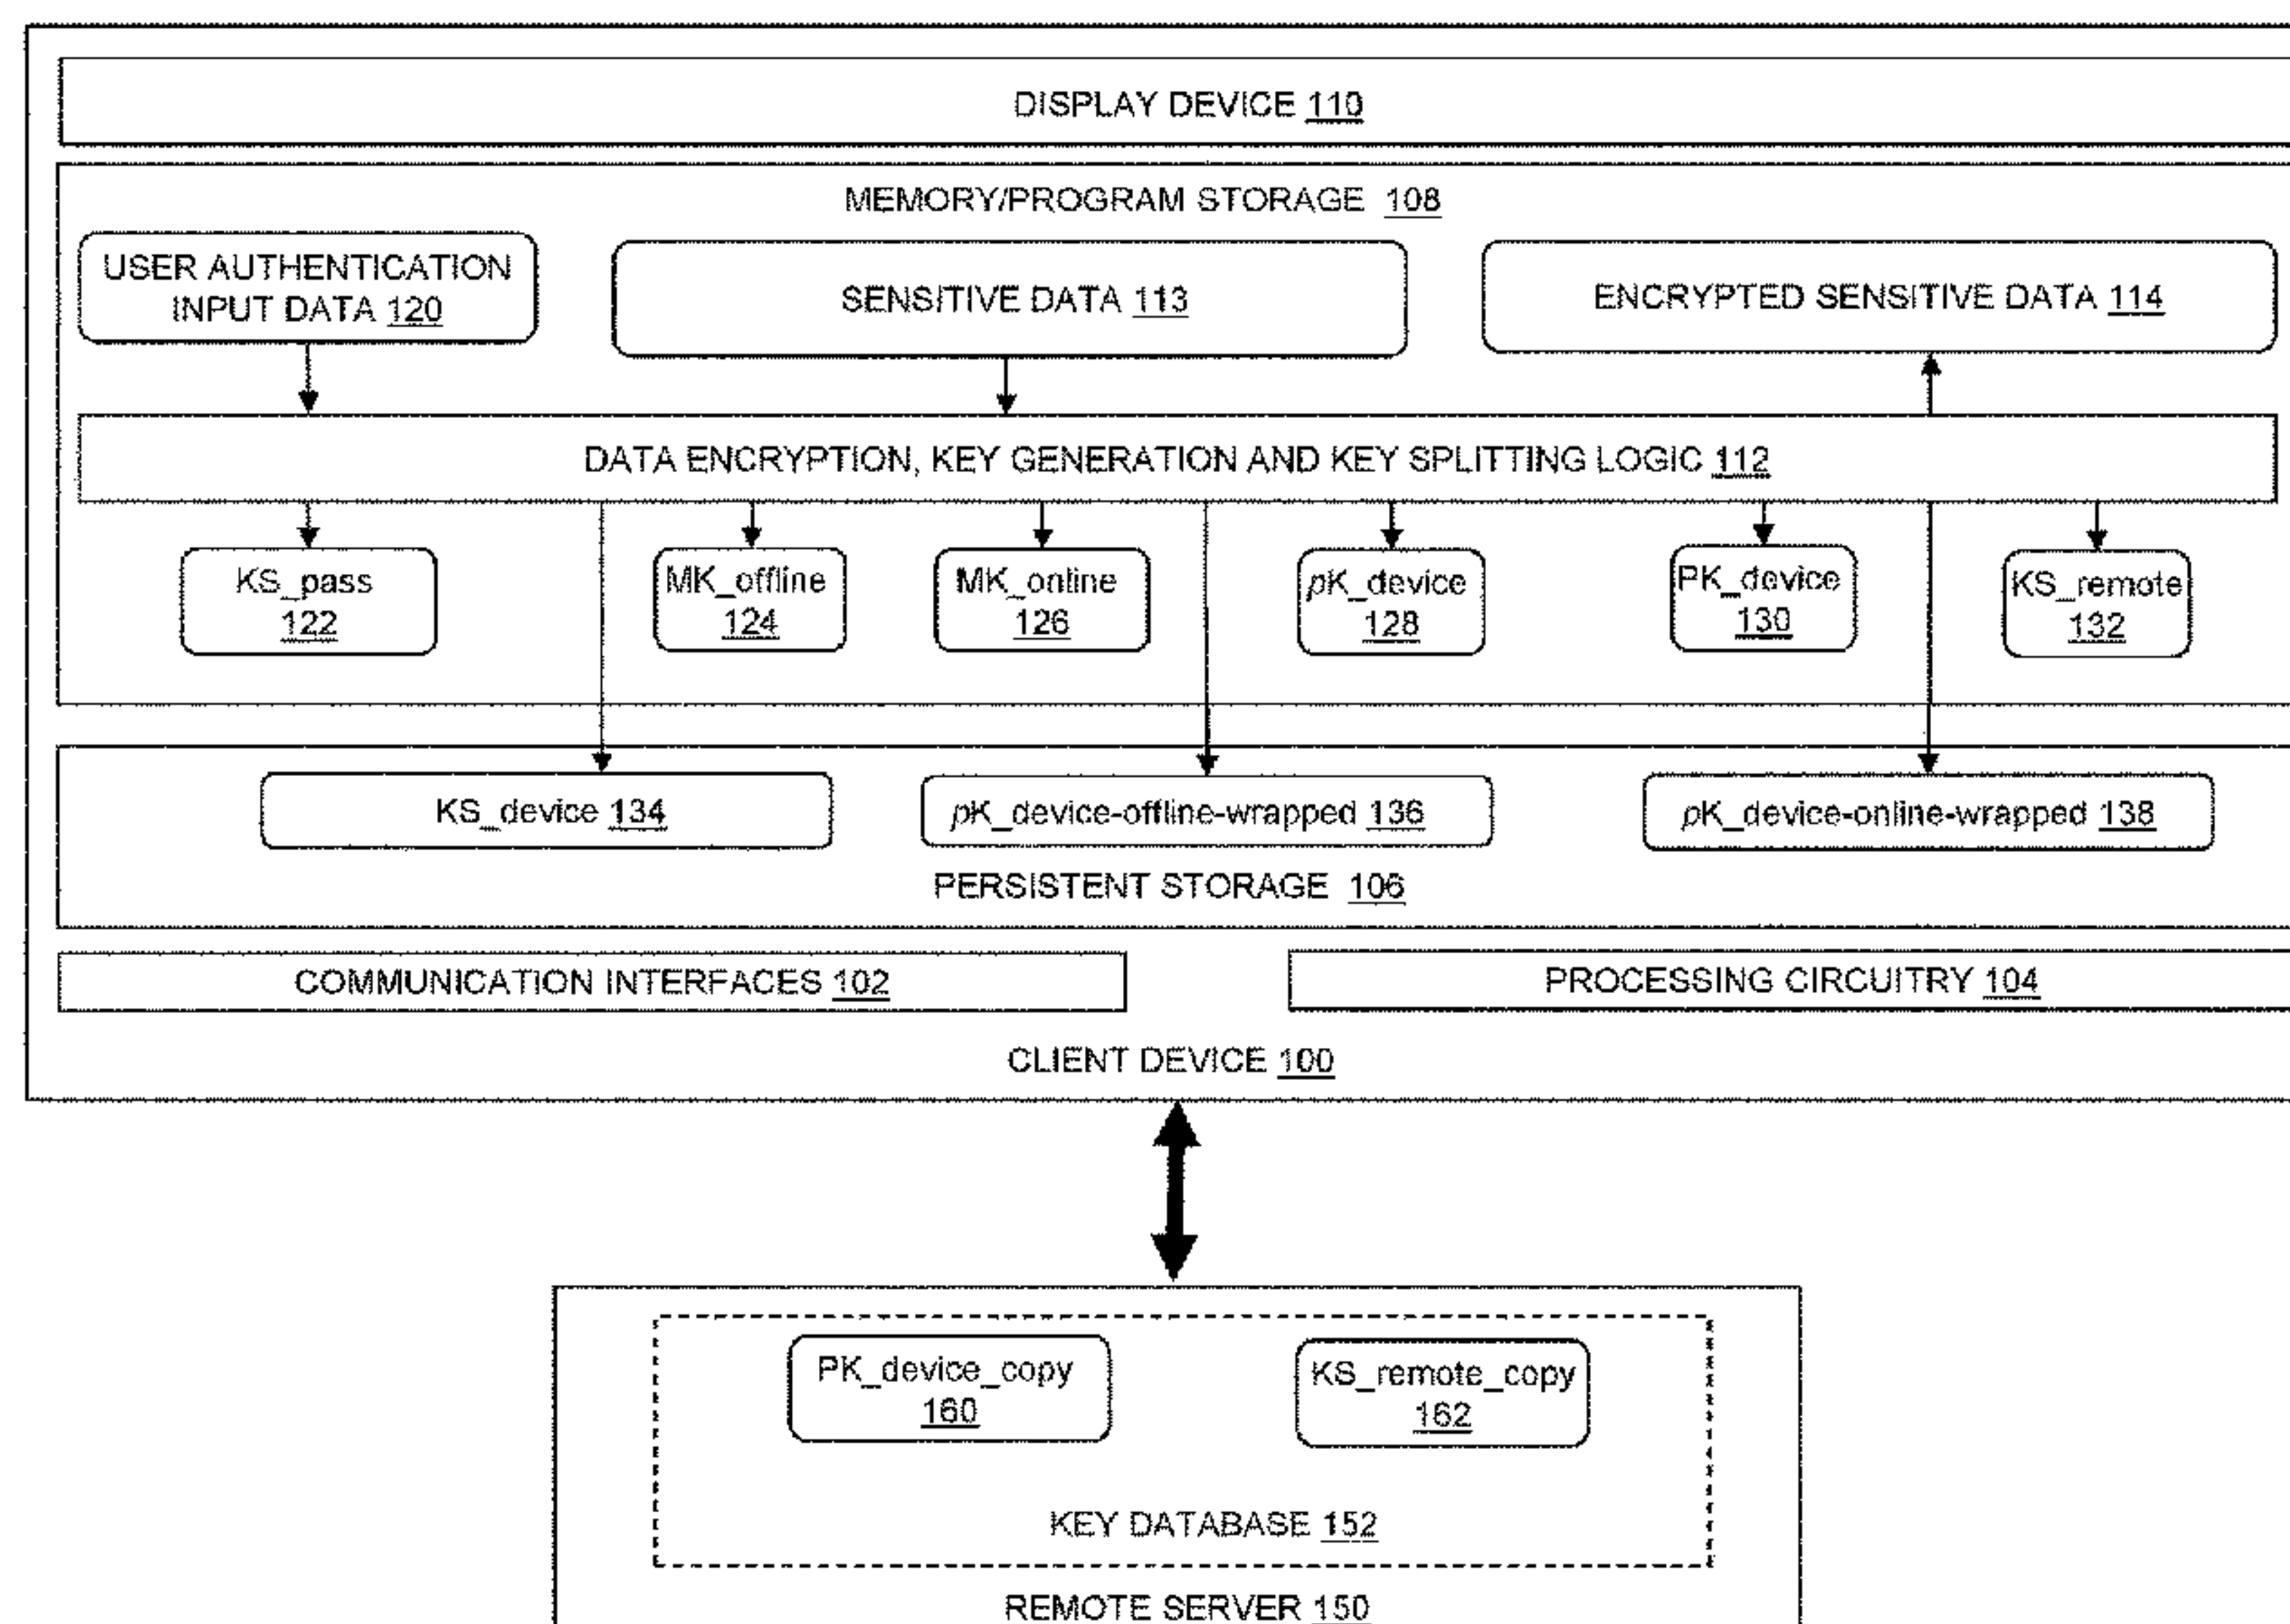 DISPLAY DEVICE 110
MEMORY/PROGRAM STORAGE 108
USER AUTHENTICATION
INPUT DATA 120
SENSITIVE DATA 113
ENCRYPTED SENSITIVE DATA 114
DATA ENCRYPTION, KEY GENERATION AND KEY SPLITTING LOGIC 112
KS_pass
122
MK_offline
124
MK_online
126
pK_device
128
PK_device
130
KS_remote
132
KS_device 134
pK_device-offline-wrapped 136
pK_device-online-wrapped 138
PERSISTENT STORAGE 106
COMMUNICATION INTERFACES 102
PROCESSING CIRCUITRY 104
CLIENT DEVICE 100
PK_device_copy
160
KS_remote_copy
162
KEY DATABASE 152
REMOTE SERVER 150